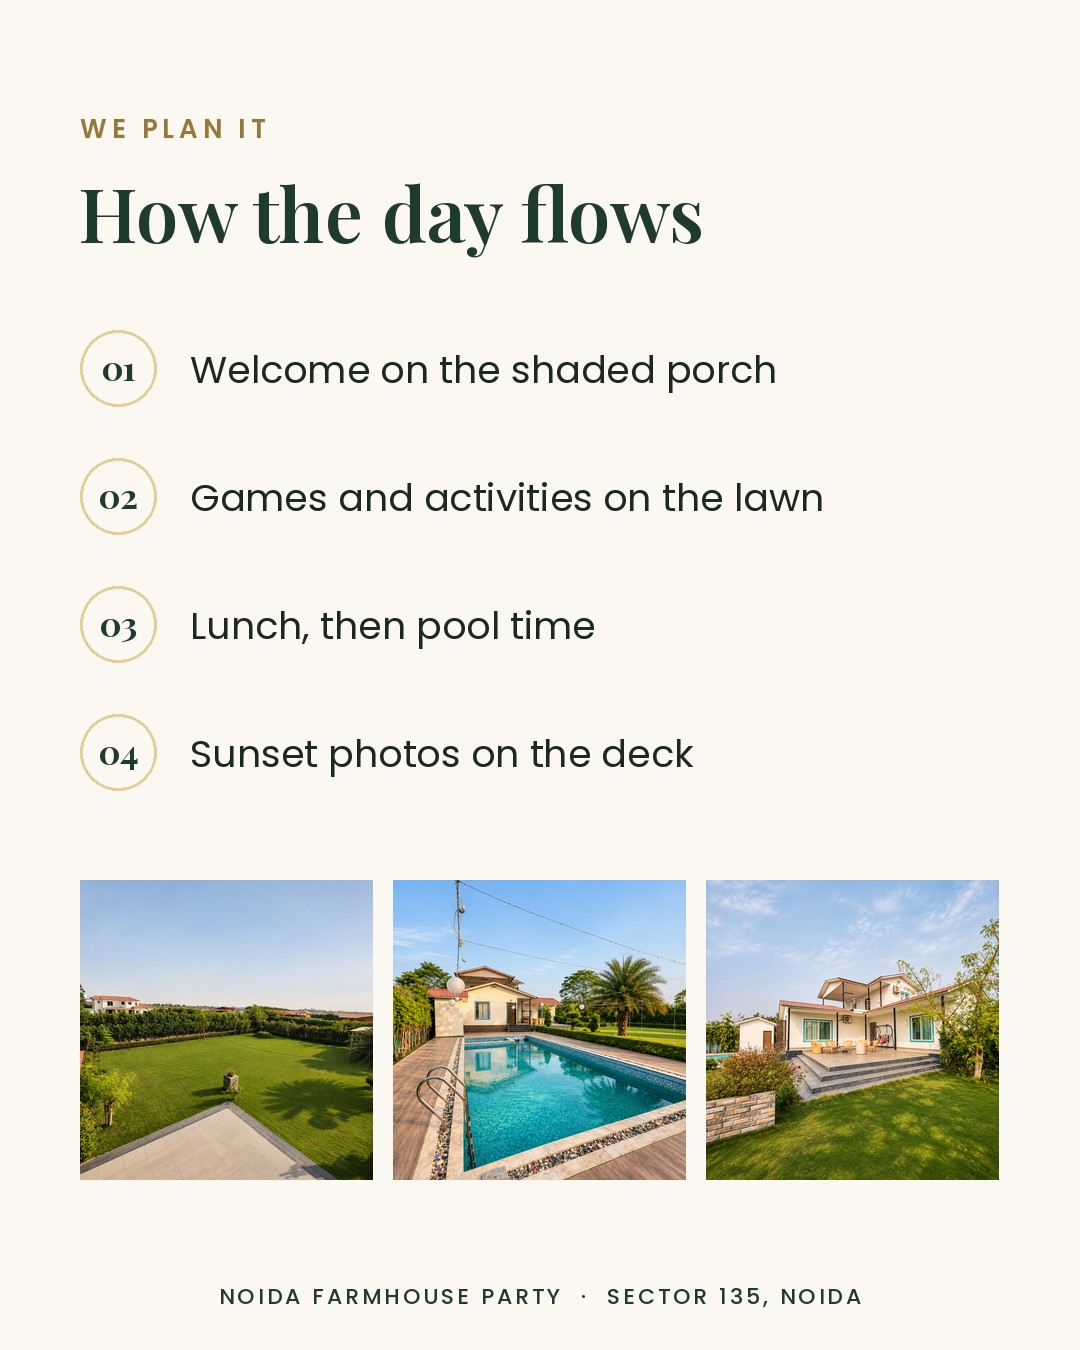 WE PLAN IT
How the day flows
01 Welcome on the shaded porch
02 Games and activities on the lawn
03 Lunch, then pool time
04 Sunset photos on the deck
NOIDA FARMHOUSE PARTY · SECTOR 135, NOIDA